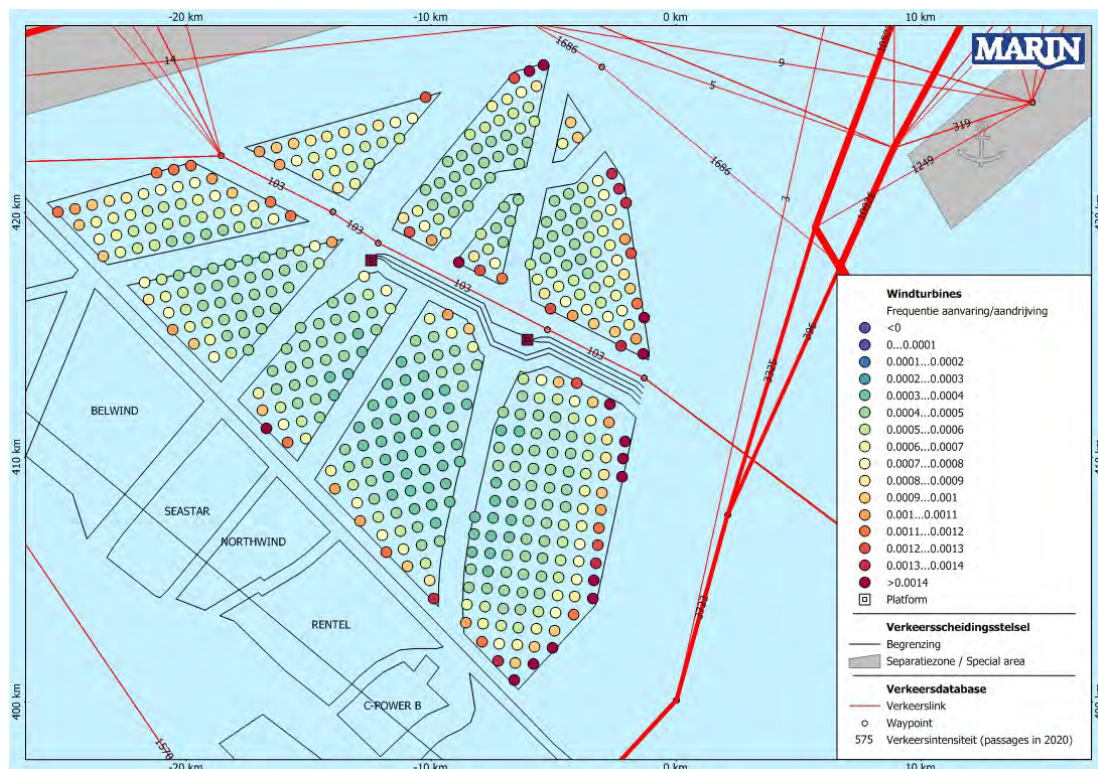 -20 km
-10 km
0 km
10 km
MARIN
14
1686
9
5
319
1249
1686
103
7
420 km
103
103
103
3325
396
BELWIND
410 km
SEASTAR
NORTHWIND
RENTEL
C-POWER B
400 km
1570
Windturbines
Frequentie aanvaring/aandrijving
<0
0...0.0001
0.0001...0.0002
0.0002...0.0003
0.0003...0.0004
0.0004...0.0005
0.0005...0.0006
0.0006...0.0007
0.0007...0.0008
0.0008...0.0009
0.0009...0.001
0.001...0.0011
0.0011...0.0012
0.0012...0.0013
0.0013...0.0014
>0.0014
Platform
Verkeersscheidingsstelsel
Begrenzing
Separatiezone / Special area
Verkeersdatabase
Verkeerslink
Waypoint
575 Verkeersintensiteit (passages in 2020)
-20 km
-10 km
0 km
10 km